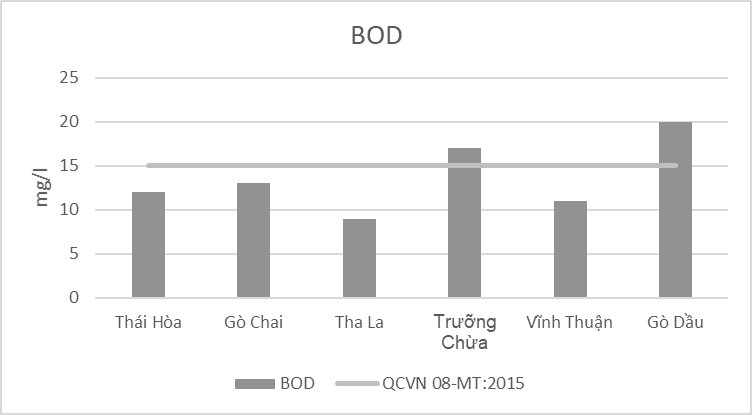 BOD
25
20
15
10
5
0
mg/l
Thái Hòa Gò Chai Tha La Trưỡng Chừa Vĩnh Thuận Gò Dầu
BOD QCVN 08-MT:2015